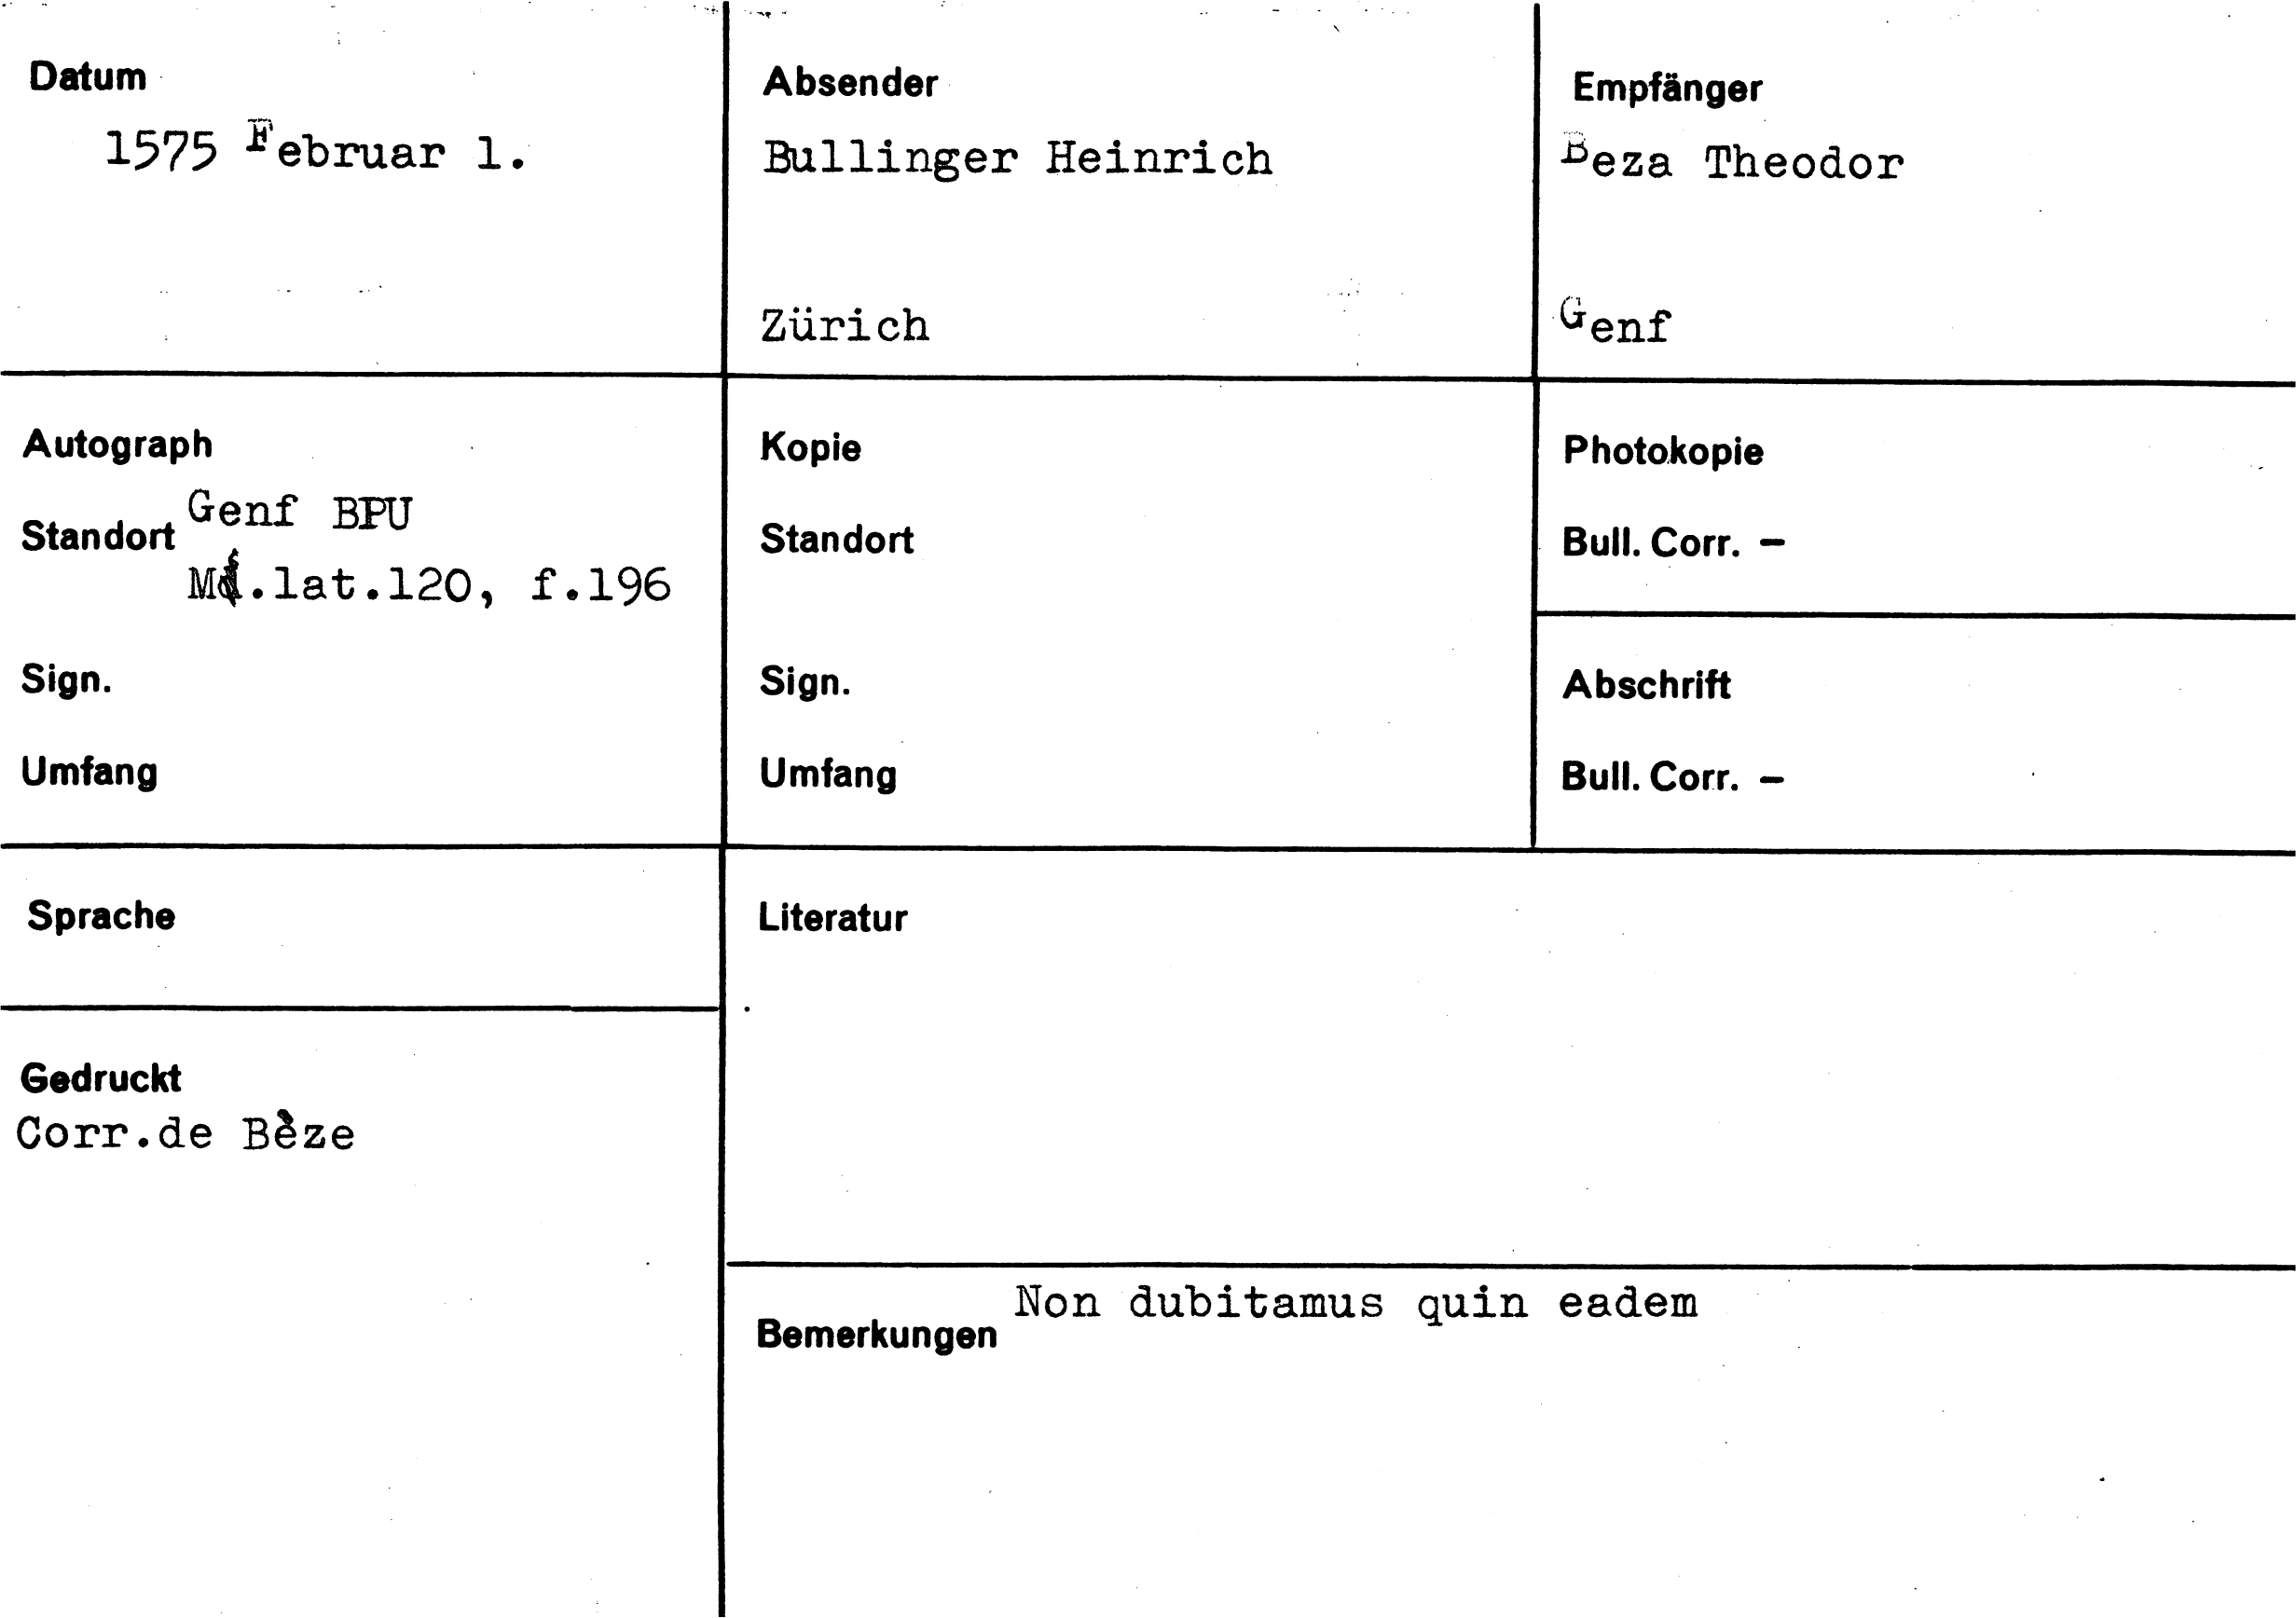 Datum
1575 Februar 1.
Absender
Bullinger Heinrich
Zürich
Empfänger
Beza Theodor
Genf
Autograph
Genf BPU
Standort
Ms.lat.120, f.196
Sign.
Umfang
Kopie
Standort
Sign.
Umfang
Photokopie
Bull. Corr. –
Abschrift
Bull. Corr. –
Sprache
Gedruckt
Corr.de Bèze
Literatur
Non dubitamus quin eadem
Bemerkungen